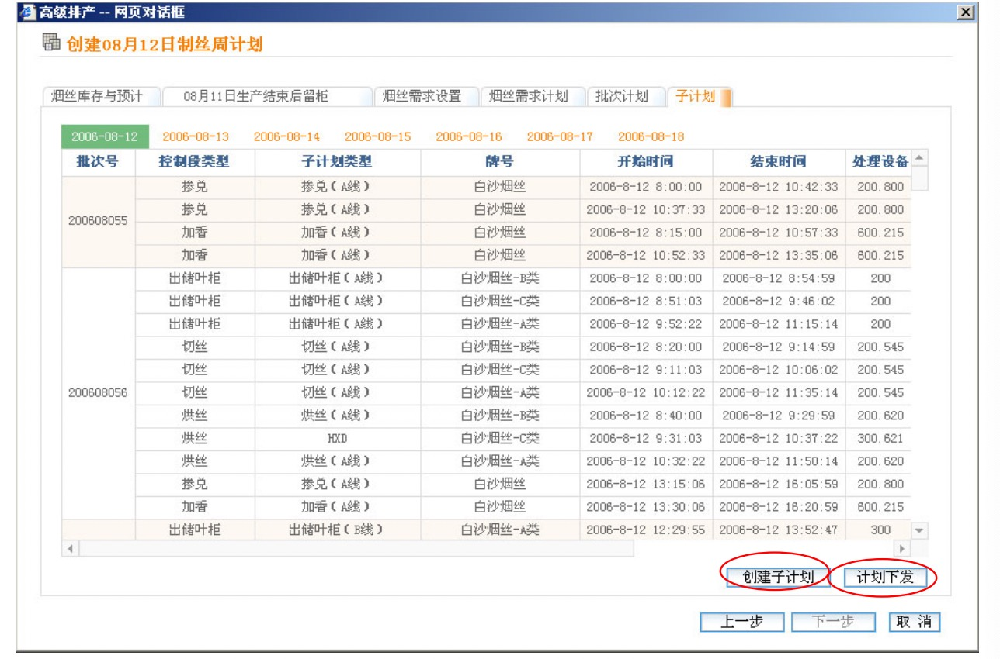 高级排产 -- 网页对话框
创建08月12日制丝周计划
烟丝库存与预计 08月11日生产结束后留柜 烟丝需求设置 烟丝需求计划 批次计划 子计划
2006-08-12 2006-08-13 2006-08-14 2006-08-15 2006-08-16 2006-08-17 2006-08-18
批次号 控制段类型 子计划类型 牌号 开始时间 结束时间 处理设备
掺兑 掺兑(A线) 白沙烟丝 2006-8-12 8:00:00 2006-8-12 10:42:33 200.800
掺兑 掺兑(A线) 白沙烟丝 2006-8-12 10:37:33 2006-8-12 13:20:06 200.800
200608055
加香 加香(A线) 白沙烟丝 2006-8-12 8:15:00 2006-8-12 10:57:33 600.215
加香 加香(A线) 白沙烟丝 2006-8-12 10:52:33 2006-8-12 13:35:06 600.215
出储叶柜 出储叶柜(A线) 白沙烟丝-B类 2006-8-12 8:00:00 2006-8-12 8:54:59 200
出储叶柜 出储叶柜(A线) 白沙烟丝-C类 2006-8-12 8:51:03 2006-8-12 9:46:02 200
出储叶柜 出储叶柜(A线) 白沙烟丝-A类 2006-8-12 9:52:22 2006-8-12 11:15:14 200
切丝 切丝(A线) 白沙烟丝-B类 2006-8-12 8:20:00 2006-8-12 9:14:59 200.545
切丝 切丝(A线) 白沙烟丝-C类 2006-8-12 9:11:03 2006-8-12 10:06:02 200.545
200608056 切丝 切丝(A线) 白沙烟丝-A类 2006-8-12 10:12:22 2006-8-12 11:35:14 200.545
烘丝 烘丝(A线) 白沙烟丝-B类 2006-8-12 8:40:00 2006-8-12 9:29:59 200.620
烘丝 HXD 白沙烟丝-C类 2006-8-12 9:31:03 2006-8-12 10:37:22 300.621
烘丝 烘丝(A线) 白沙烟丝-A类 2006-8-12 10:32:22 2006-8-12 11:50:14 200.620
掺兑 掺兑(A线) 白沙烟丝 2006-8-12 13:15:06 2006-8-12 16:05:59 200.800
加香 加香(A线) 白沙烟丝 2006-8-12 13:30:06 2006-8-12 16:20:59 600.215
出储叶柜 出储叶柜(B线) 白沙烟丝-A类 2006-8-12 12:29:55 2006-8-12 13:52:47 300
创建子计划 计划下发
上一步 下一步 取 消